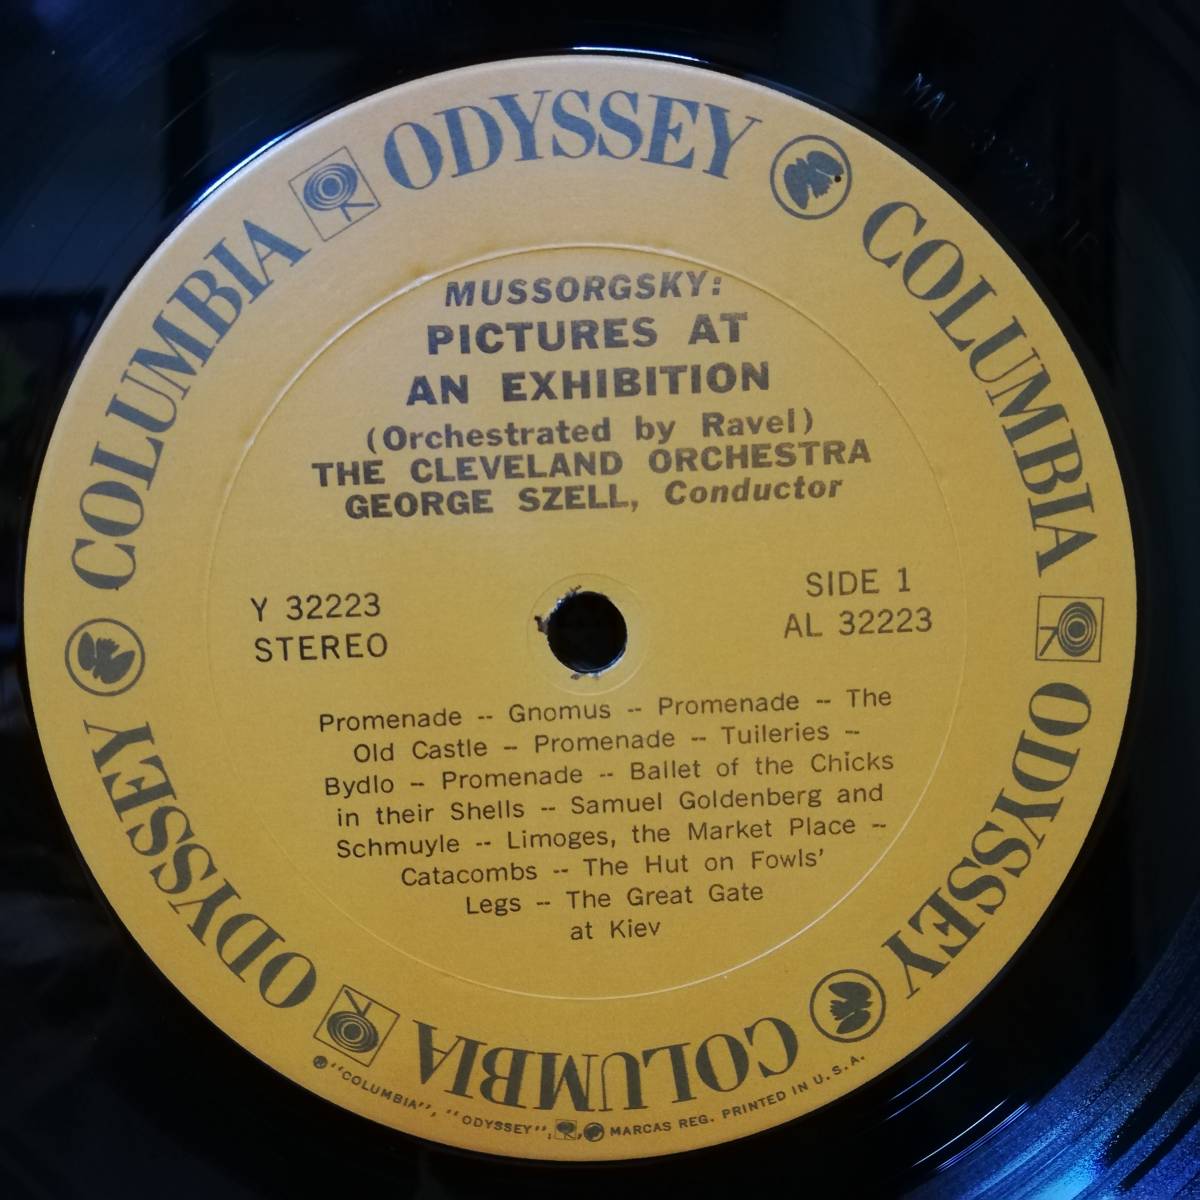 COLUMBIA ODYSSEY COLUMBIA ODYSSEY COLUMBIA ODYSSEY
MUSSORGSKY:
PICTURES AT
AN EXHIBITION
(Orchestrated by Ravel)
THE CLEVELAND ORCHESTRA
GEORGE SZELL, Conductor
Y 32223
STEREO
SIDE 1
AL 32223
Promenade -- Gnomus -- Promenade -- The
Old Castle -- Promenade -- Tuileries --
Bydlo -- Promenade -- Ballet of the Chicks
in their Shells -- Samuel Goldenberg and
Schmuyle -- Limoges, the Market Place --
Catacombs -- The Hut on Fowls'
Legs -- The Great Gate
at Kiev
® "COLUMBIA", "ODYSSEY", MARCAS REG. PRINTED IN U.S.A.